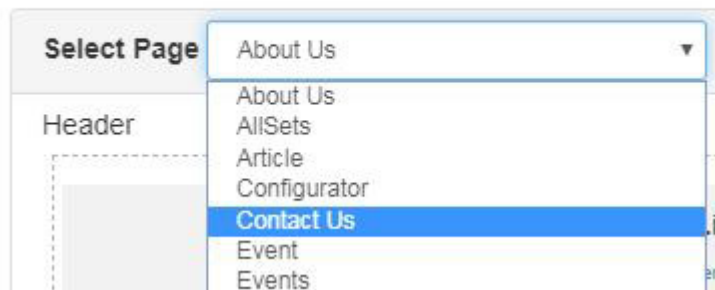 Select Page About Us
About Us
Header
AllSets
Article
Configurator
Contact Us
Event
Events